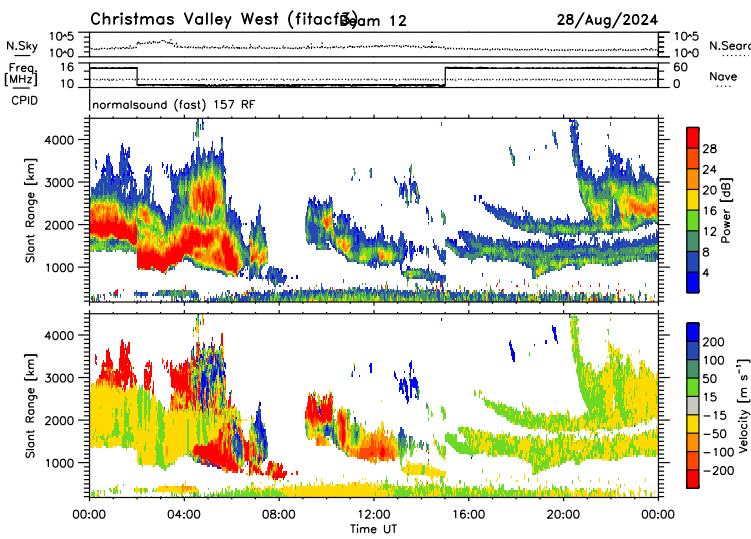 Christmas Valley West (fitacf3) Beam 12 28/Aug/2024
N.Sky 10^5 10^0 10^5 10^0 N.Sear
Freq. [MHz] 16 10 60 0 Nave
CPID normalsound (fast) 157 RF
Slant Range [km] 4000 3000 2000 1000
28 24 20 16 12 8 4 Power [dB]
Slant Range [km] 4000 3000 2000 1000
200 100 50 15 -15 -50 -100 -200 Velocity [m s⁻¹]
00:00 04:00 08:00 12:00 16:00 20:00 00:00
Time UT